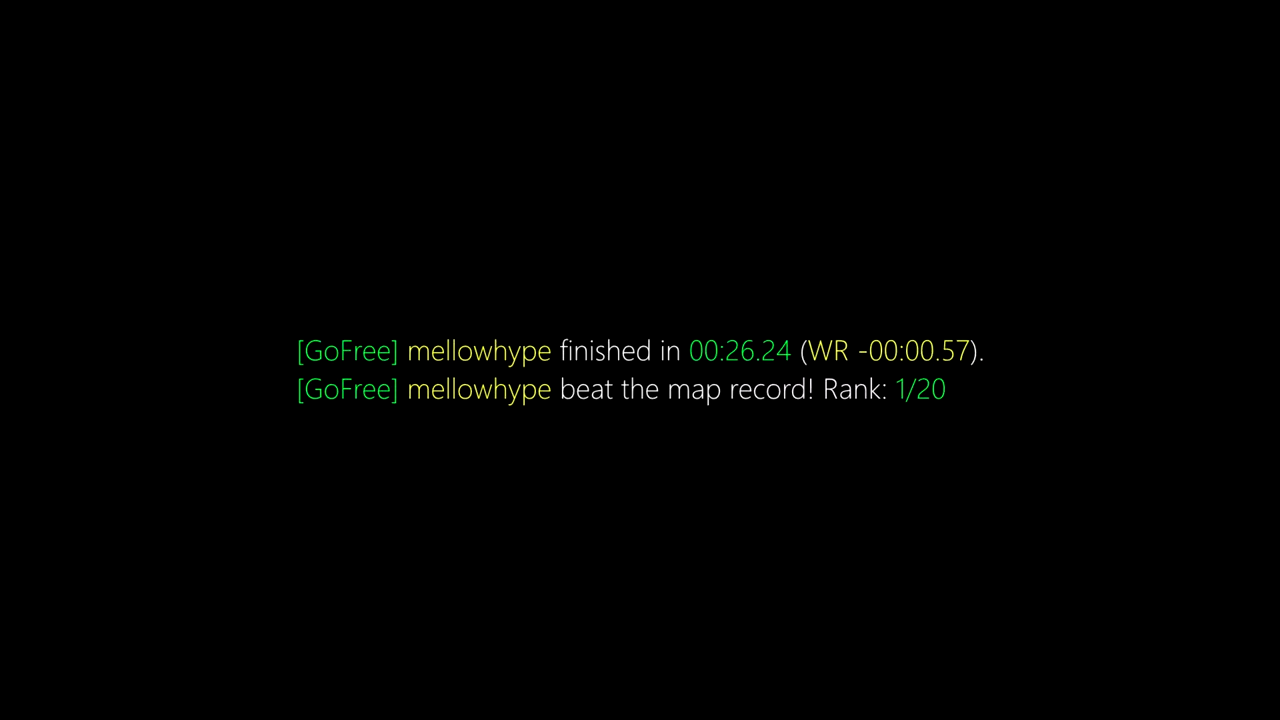 [GoFree] mellowhype finished in 00:26.24 (WR -00:00.57).
[GoFree] mellowhype beat the map record! Rank: 1/20